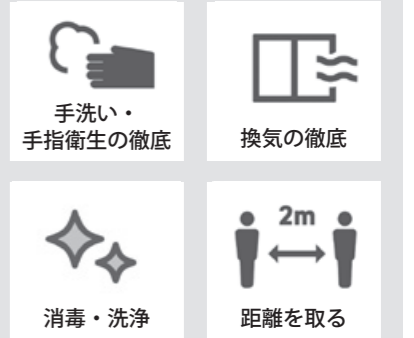 手洗い・
手指衛生の徹底
換気の徹底
消毒・洗浄
2m
距離を取る